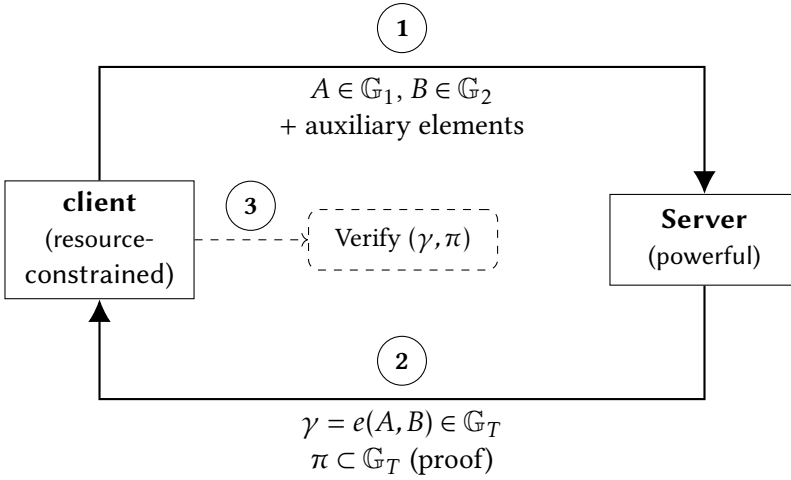 1
A ∈ 𝔾₁, B ∈ 𝔾₂
+ auxiliary elements
client
(resource-
constrained)
3
Verify (γ, π)
Server
(powerful)
2
γ = e(A, B) ∈ 𝔾_T
π ⊂ 𝔾_T (proof)